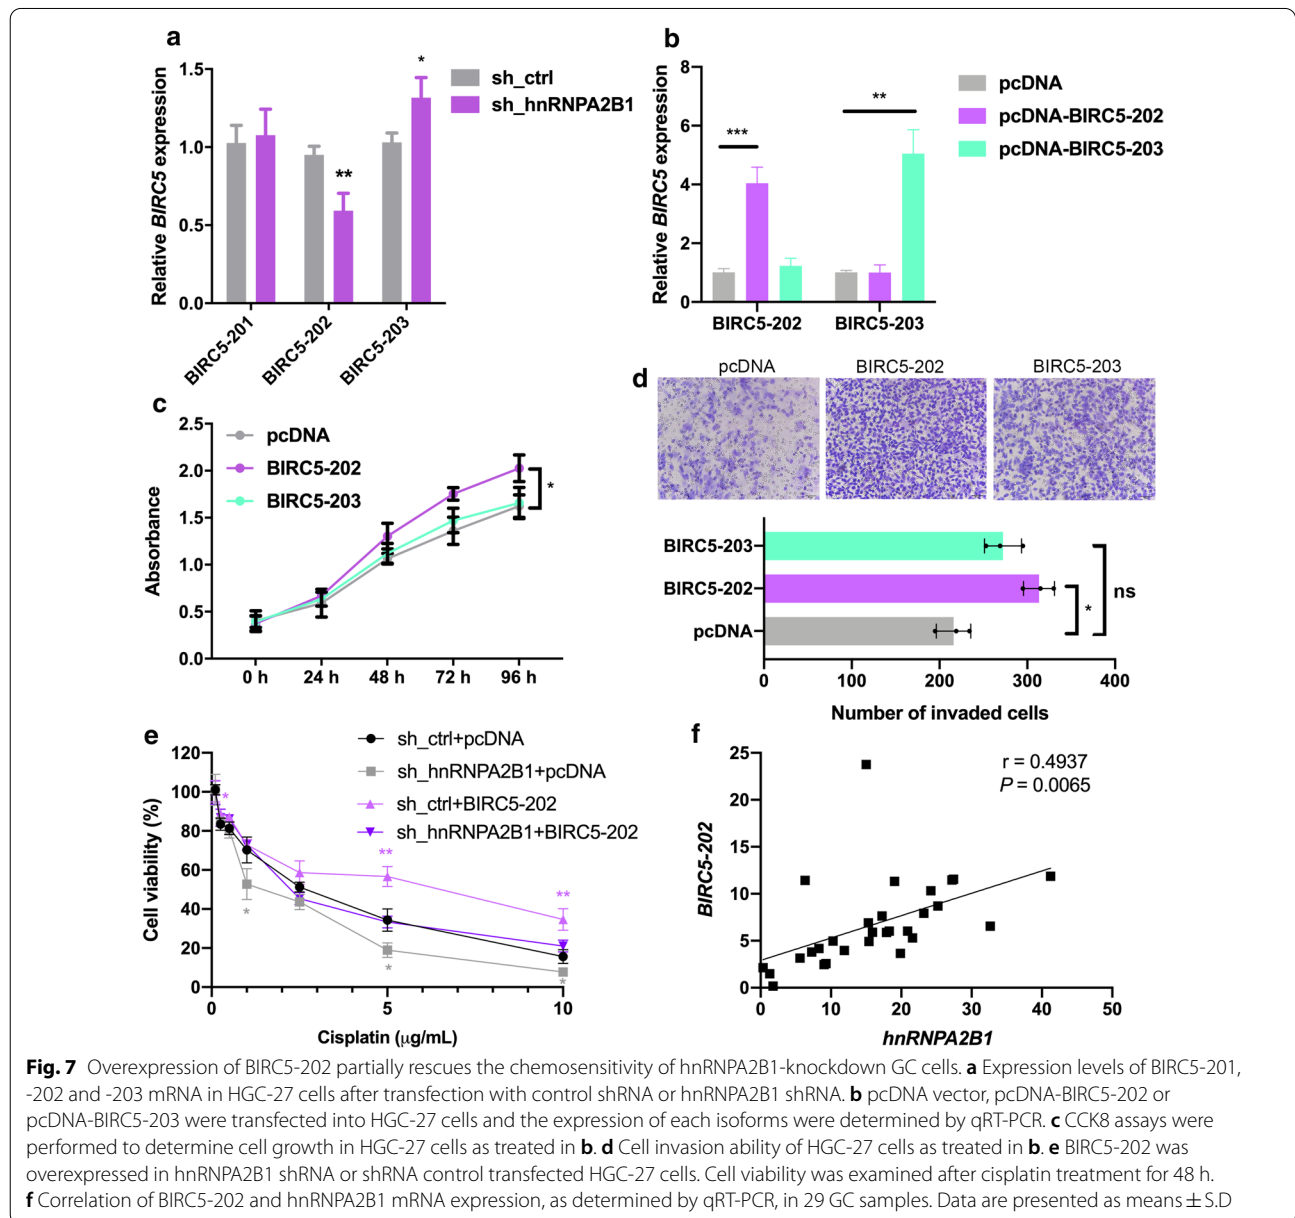 a
*
1.5
sh_ctrl
sh_hnRNPA2B1
1.0
**
0.5
0.0
Relative BIRC5 expression
BIRC5-201
BIRC5-202
BIRC5-203
b
8
pcDNA
**
pcDNA-BIRC5-202
6
***
pcDNA-BIRC5-203
4
2
0
Relative BIRC5 expression
BIRC5-202
BIRC5-203
c
2.5
pcDNA
2.0
BIRC5-202
*
BIRC5-203
1.5
1.0
0.5
0.0
Absorbance
0 h
24 h
48 h
72 h
96 h
d
pcDNA
BIRC5-202
BIRC5-203
BIRC5-203
BIRC5-202
pcDNA
*
ns
0
100
200
300
400
Number of invaded cells
e
sh_ctrl+pcDNA
sh_hnRNPA2B1+pcDNA
sh_ctrl+BIRC5-202
sh_hnRNPA2B1+BIRC5-202
120
100
80
60
40
20
0
Cell viability (%)
*
*
**
*
**
*
0
5
10
Cisplatin (μg/mL)
f
25
20
15
10
5
0
BIRC5-202
r = 0.4937
P = 0.0065
0
10
20
30
40
50
hnRNPA2B1
Fig. 7 Overexpression of BIRC5-202 partially rescues the chemosensitivity of hnRNPA2B1-knockdown GC cells. a Expression levels of BIRC5-201,
-202 and -203 mRNA in HGC-27 cells after transfection with control shRNA or hnRNPA2B1 shRNA. b pcDNA vector, pcDNA-BIRC5-202 or
pcDNA-BIRC5-203 were transfected into HGC-27 cells and the expression of each isoforms were determined by qRT-PCR. c CCK8 assays were
performed to determine cell growth in HGC-27 cells as treated in b. d Cell invasion ability of HGC-27 cells as treated in b. e BIRC5-202 was
overexpressed in hnRNPA2B1 shRNA or shRNA control transfected HGC-27 cells. Cell viability was examined after cisplatin treatment for 48 h.
f Correlation of BIRC5-202 and hnRNPA2B1 mRNA expression, as determined by qRT-PCR, in 29 GC samples. Data are presented as means ± S.D